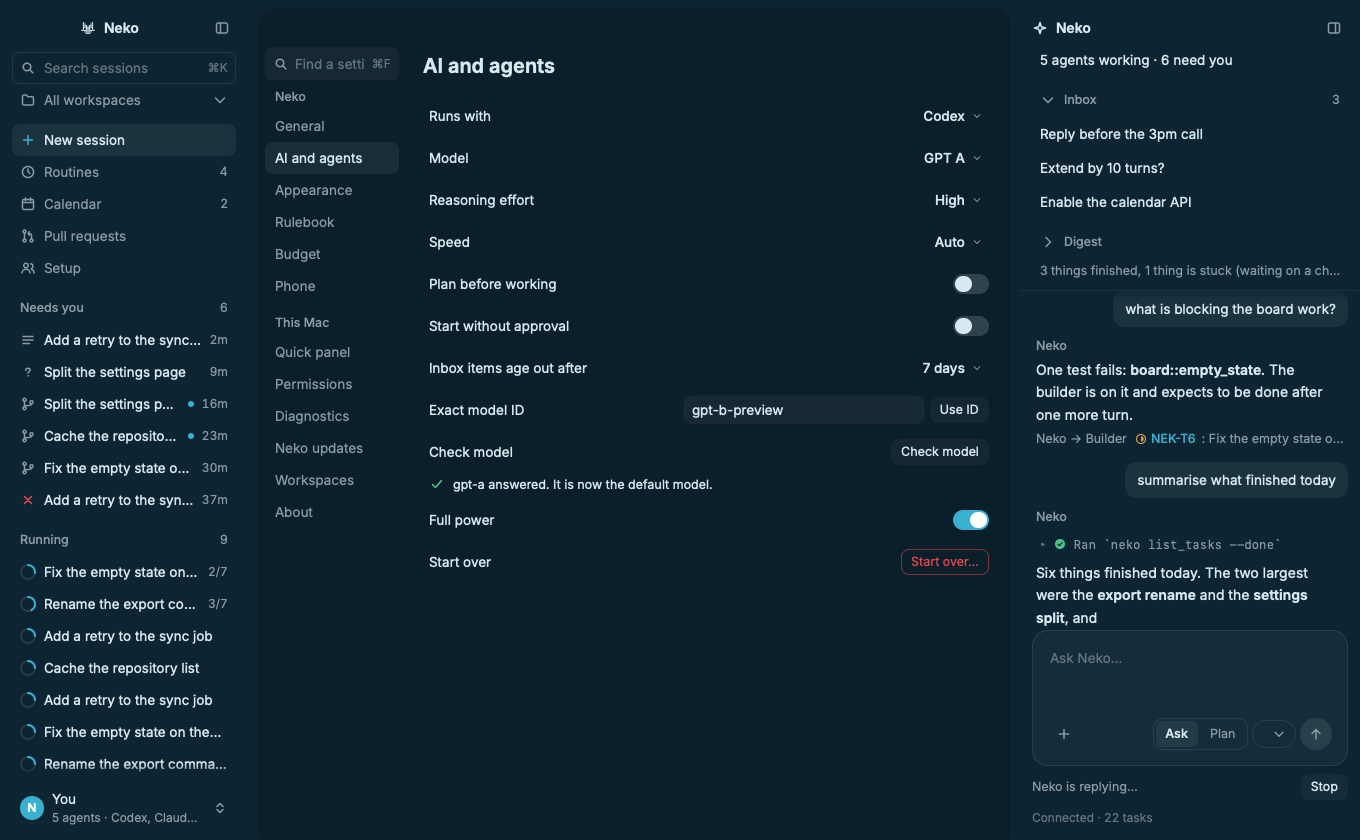 Neko
Search sessions ⌘K
All workspaces
New session
Routines 4
Calendar 2
Pull requests
Setup
Needs you 6
Add a retry to the sync... 2m
Split the settings page 9m
Split the settings p... 16m
Cache the reposito... 23m
Fix the empty state o... 30m
Add a retry to the syn... 37m
Running 9
Fix the empty state on... 2/7
Rename the export co... 3/7
Add a retry to the sync job
Cache the repository list
Add a retry to the sync job
Fix the empty state on the...
Rename the export comma...
N
You
5 agents · Codex, Claud...
Find a setti ⌘F
Neko
General
AI and agents
Appearance
Rulebook
Budget
Phone
This Mac
Quick panel
Permissions
Diagnostics
Neko updates
Workspaces
About
AI and agents
Runs with Codex
Model GPT A
Reasoning effort High
Speed Auto
Plan before working
Start without approval
Inbox items age out after 7 days
Exact model ID gpt-b-preview Use ID
Check model Check model
gpt-a answered. It is now the default model.
Full power
Start over Start over...
Neko
5 agents working · 6 need you
Inbox 3
Reply before the 3pm call
Extend by 10 turns?
Enable the calendar API
Digest
3 things finished, 1 thing is stuck (waiting on a ch...
what is blocking the board work?
Neko
One test fails: board::empty_state. The
builder is on it and expects to be done after
one more turn.
Neko → Builder NEK-T6 : Fix the empty state o...
summarise what finished today
Neko
Ran `neko list_tasks --done`
Six things finished today. The two largest
were the export rename and the settings
split, and
Ask Neko...
Ask Plan
Neko is replying... Stop
Connected · 22 tasks